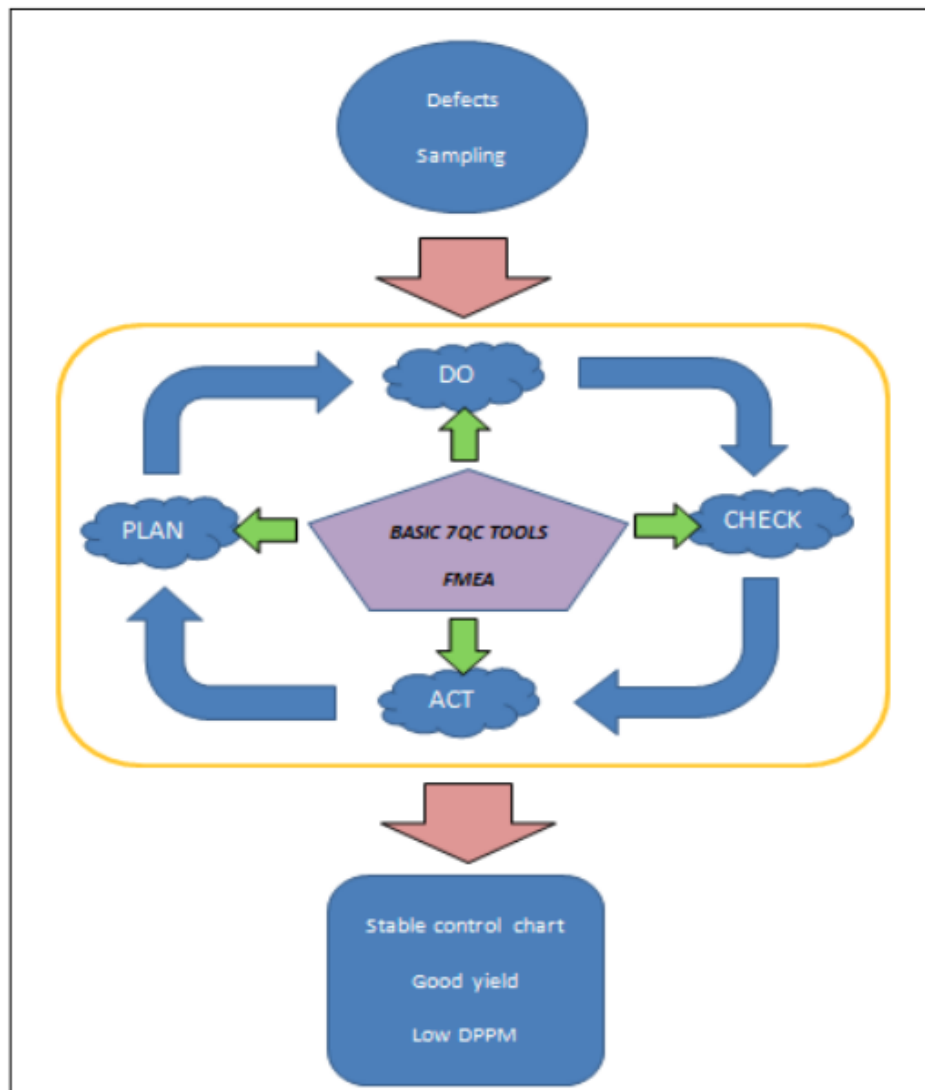 Defects
Sampling
DO
PLAN
BASIC 7QC TOOLS
FMEA
CHECK
ACT
Stable control chart
Good yield
Low DPPM